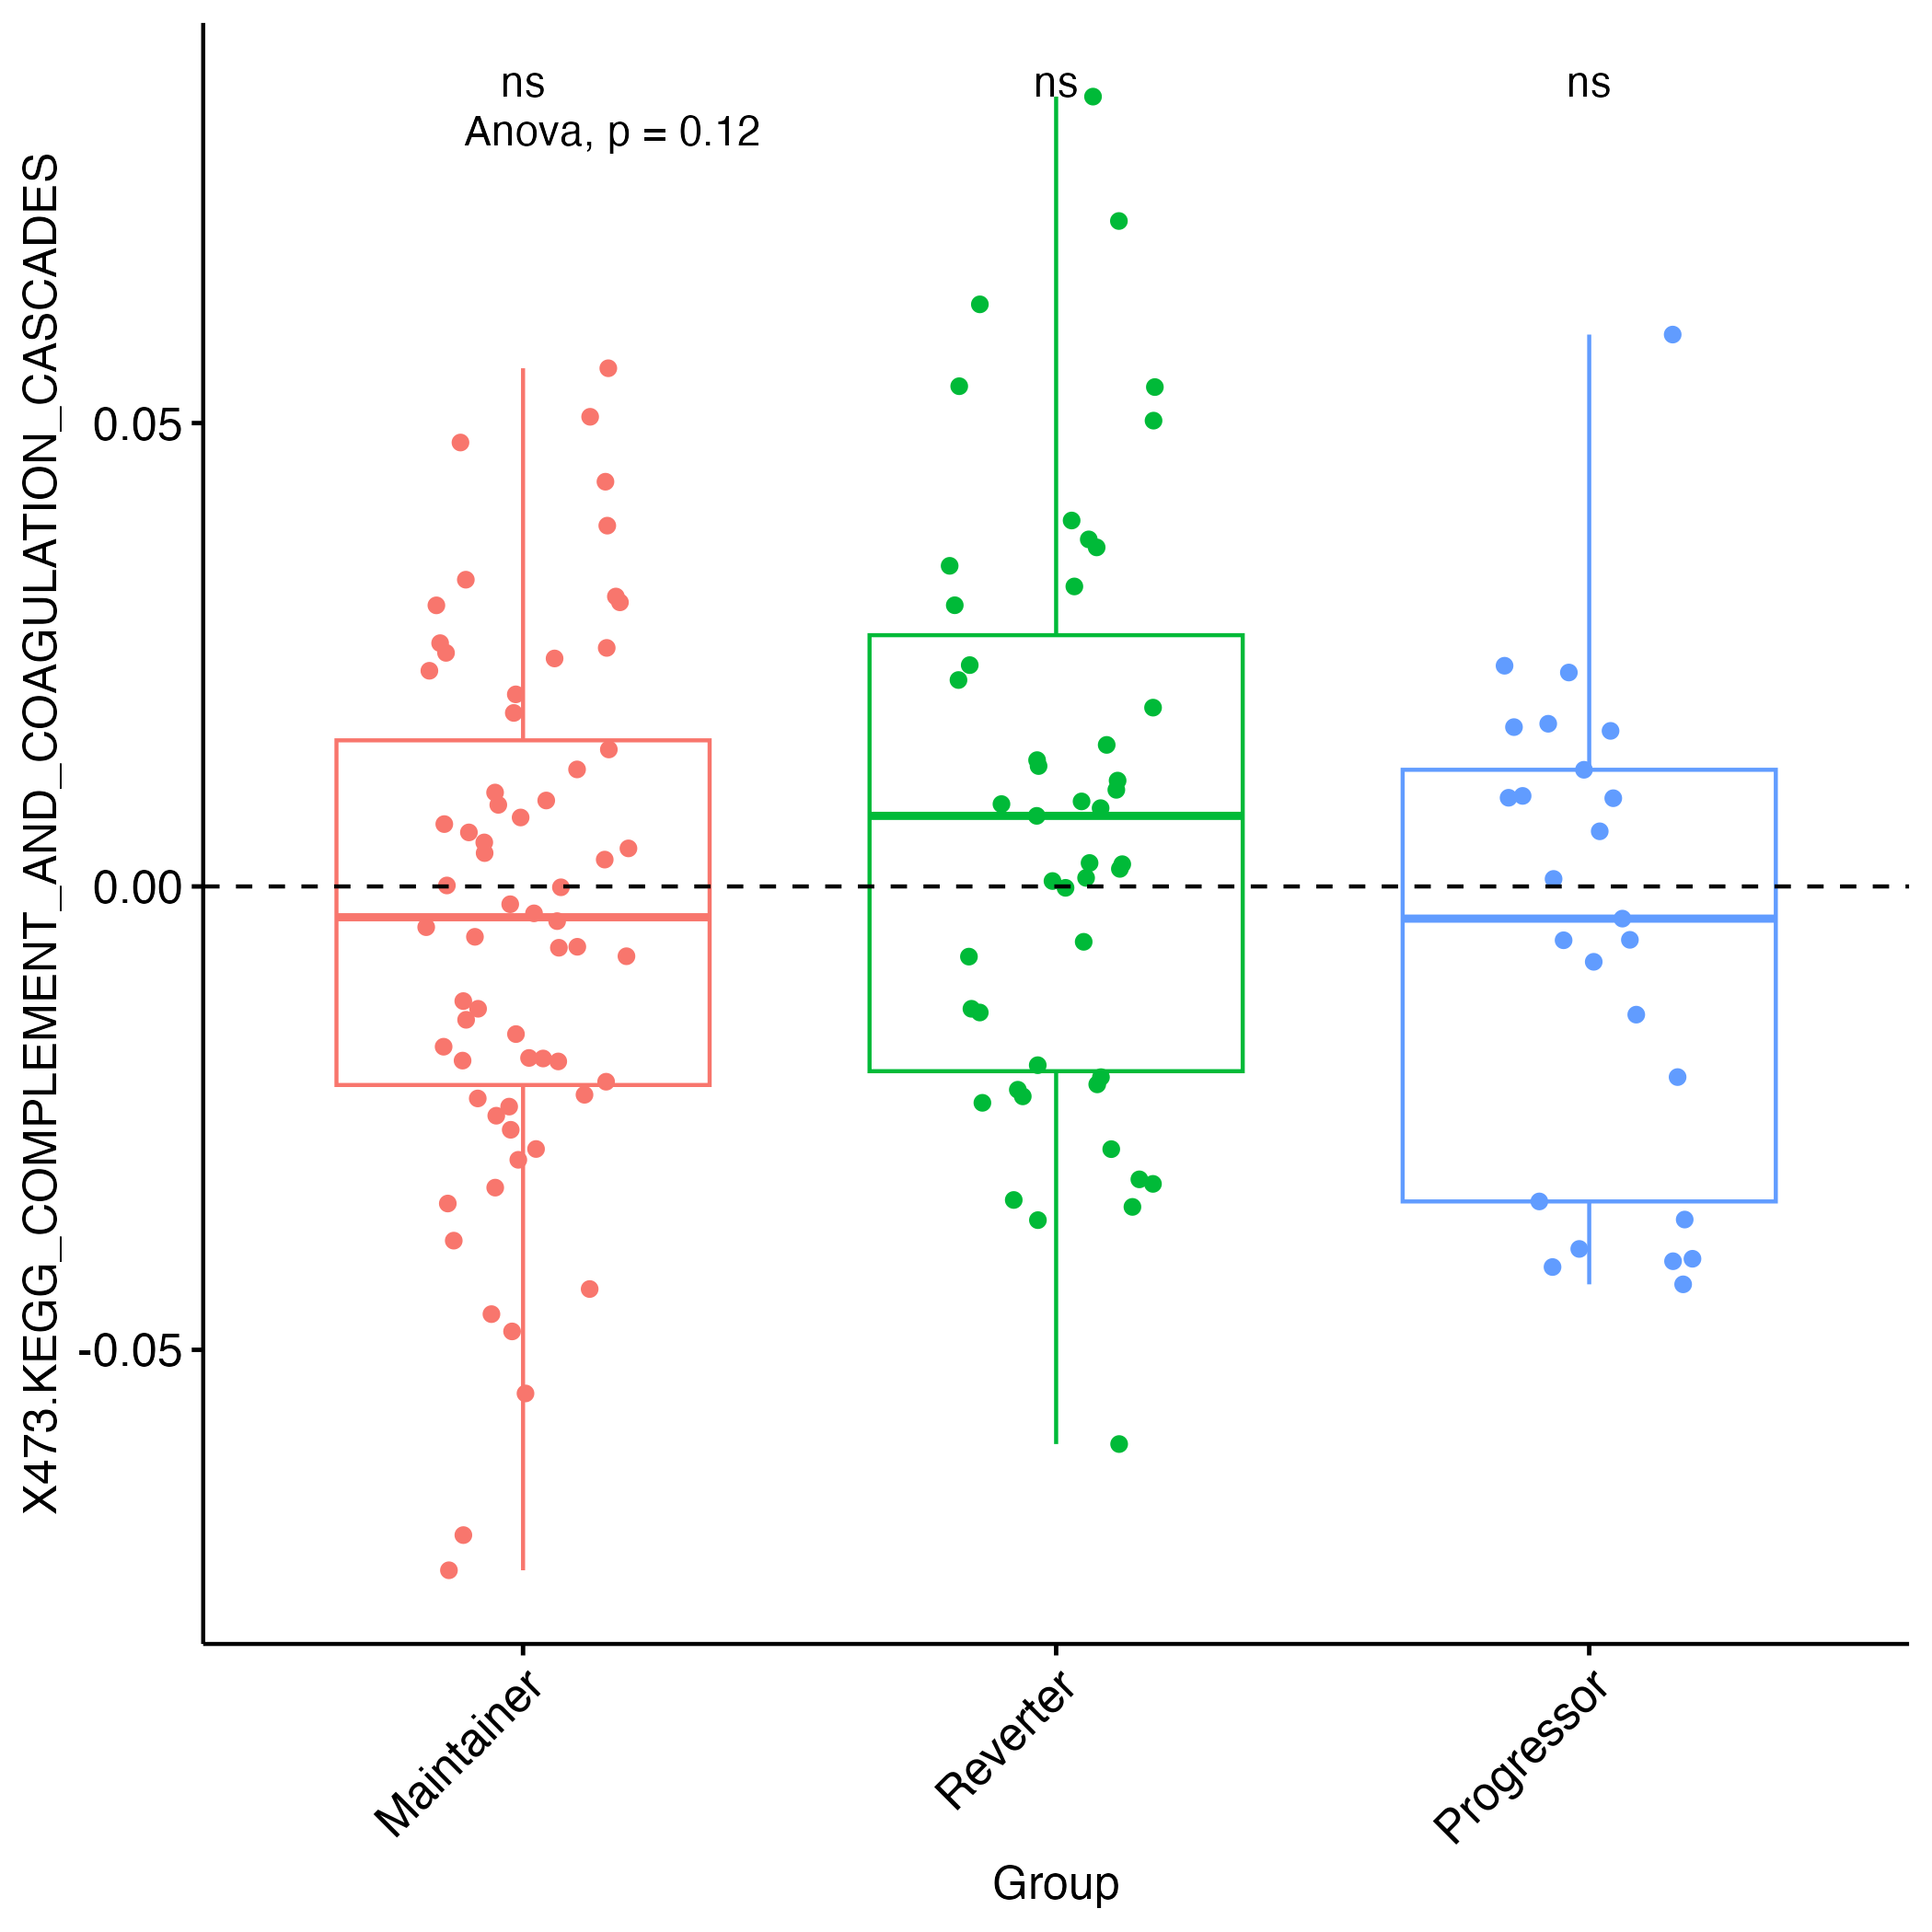 ns ns ns
Anova, p = 0.12
X473.KEGG_COMPLEMENT_AND_COAGULATION_CASCADES
0.05
0.00
-0.05
Maintainer
Reverter
Progressor
Group